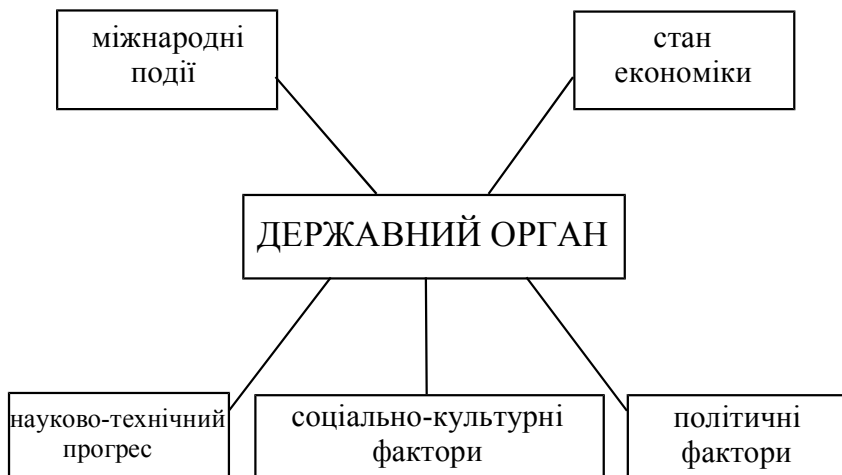 міжнародні
події
стан
економіки
ДЕРЖАВНИЙ ОРГАН
науково-технічний
прогрес
соціально-культурні
фактори
політичні
фактори